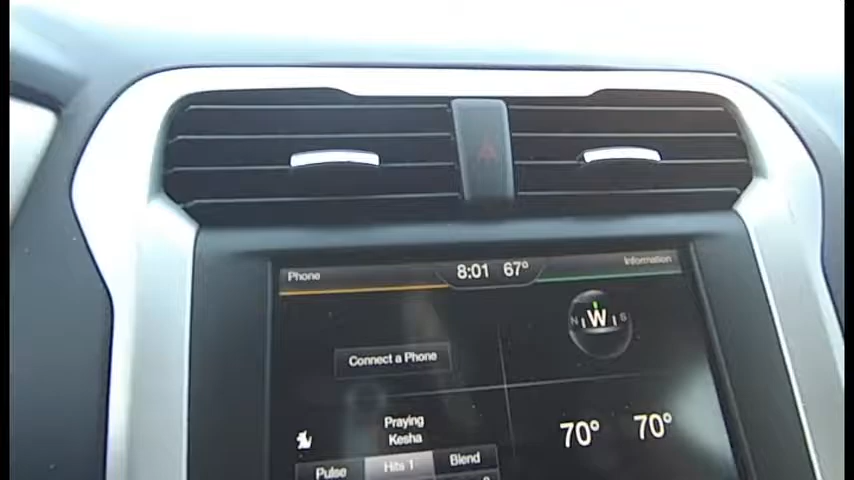 Phone 8:01 67° Information
N W S
Connect a Phone
Praying
Kesha
70° 70°
Pulse Hits 1 Blend